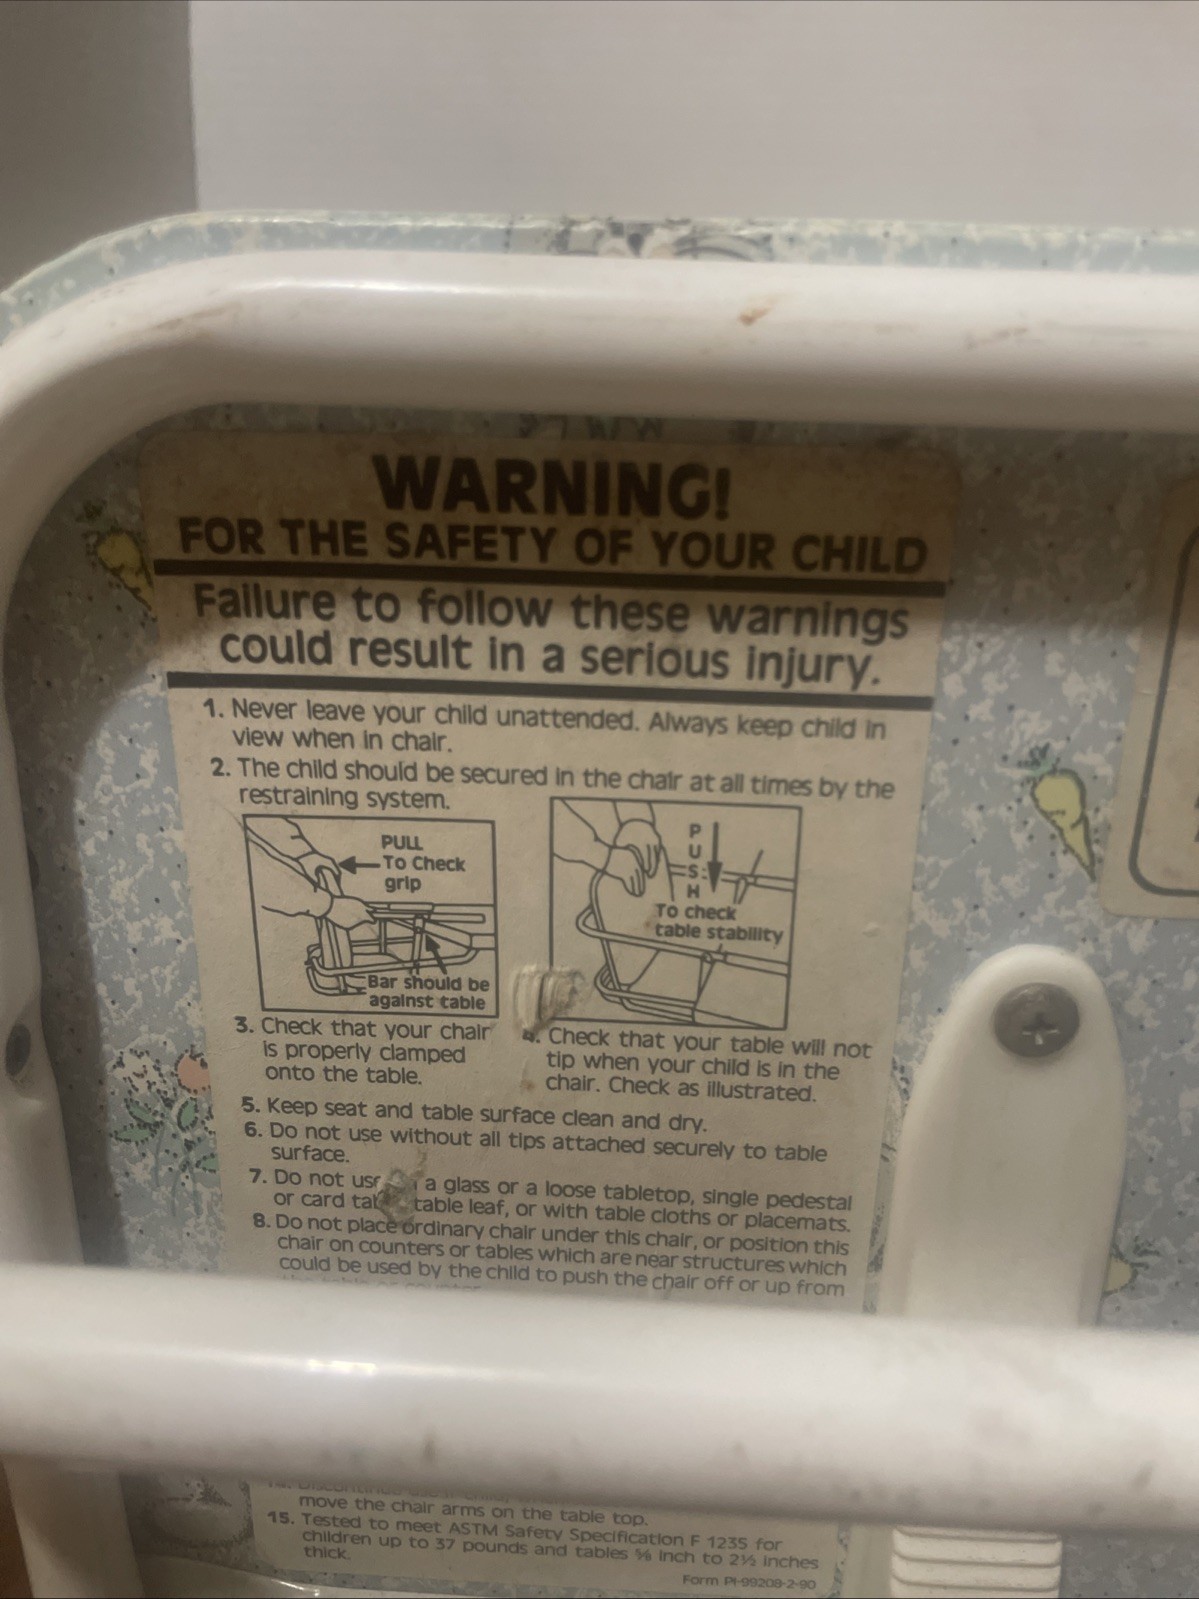 WARNING!
FOR THE SAFETY OF YOUR CHILD
Failure to follow these warnings
could result in a serious injury.
1. Never leave your child unattended. Always keep child in
view when in chair.
2. The child should be secured in the chair at all times by the
restraining system.
PULL
To Check
grip
Bar should be
against table
PUSH
To check
table stability
3. Check that your chair
is properly clamped
onto the table.
4. Check that your table will not
tip when your child is in the
chair. Check as illustrated.
5. Keep seat and table surface clean and dry.
6. Do not use without all tips attached securely to table
surface.
7. Do not use a glass or a loose tabletop, single pedestal
or card table leaf, or with table cloths or placemats.
8. Do not place ordinary chair under this chair, or position this
chair on counters or tables which are near structures which
could be used by the child to push the chair off or up from
move the chair arms on the table top.
15. Tested to meet ASTM Safety Specification F 1235 for
children up to 37 pounds and tables ⅝ inch to 2½ inches
thick.
Form PI-99208-2-90